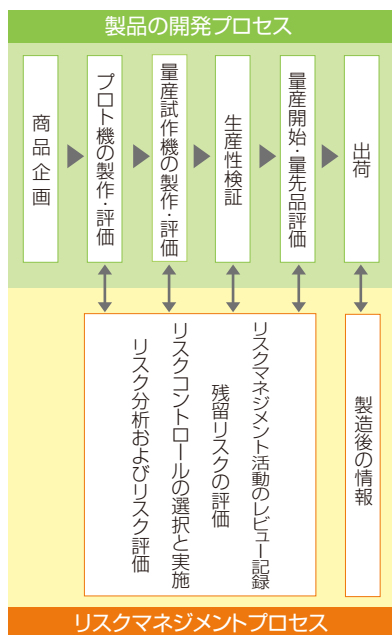 製品の開発プロセス
商品企画
プロト機の製作・評価
量産試作機の製作・評価
生産性検証
量産開始・量先品評価
出荷
リスク分析およびリスク評価
リスクコントロールの選択と実施
残留リスクの評価
リスクマネジメント活動のレビュー記録
製造後の情報
リスクマネジメントプロセス